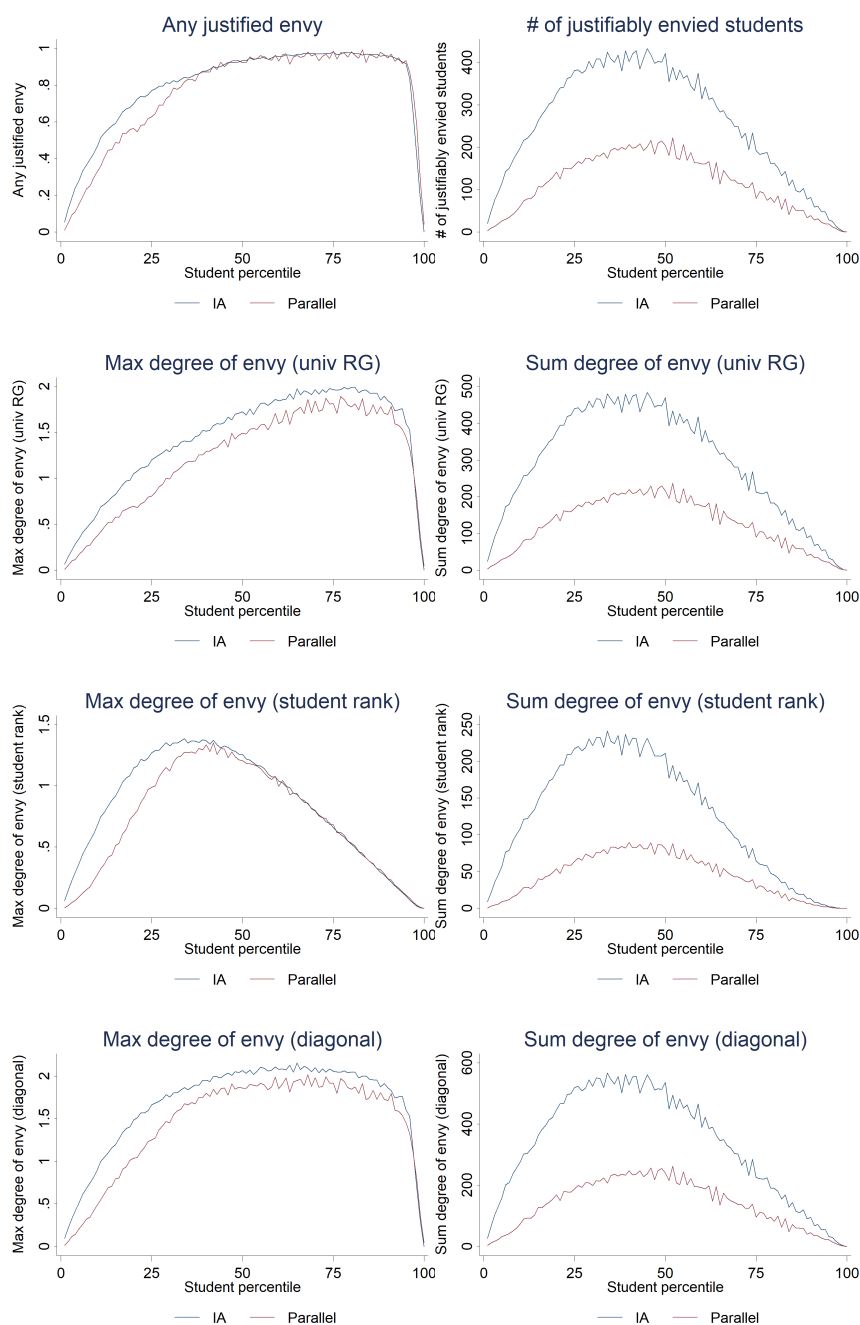 Any justified envy
Any justified envy
0 .2 .4 .6 .8 1
0 25 50 75 100
Student percentile
IA Parallel
# of justifiably envied students
# of justifiably envied students
0 100 200 300 400
0 25 50 75 100
Student percentile
IA Parallel
Max degree of envy (univ RG)
Max degree of envy (univ RG)
0 .5 1 1.5 2
0 25 50 75 100
Student percentile
IA Parallel
Sum degree of envy (univ RG)
Sum degree of envy (univ RG)
0 100 200 300 400 500
0 25 50 75 100
Student percentile
IA Parallel
Max degree of envy (student rank)
Max degree of envy (student rank)
0 .5 1 1.5
0 25 50 75 100
Student percentile
IA Parallel
Sum degree of envy (student rank)
Sum degree of envy (student rank)
0 50 100 150 200 250
0 25 50 75 100
Student percentile
IA Parallel
Max degree of envy (diagonal)
Max degree of envy (diagonal)
0 .5 1 1.5 2
0 25 50 75 100
Student percentile
IA Parallel
Sum degree of envy (diagonal)
Sum degree of envy (diagonal)
0 200 400 600
0 25 50 75 100
Student percentile
IA Parallel